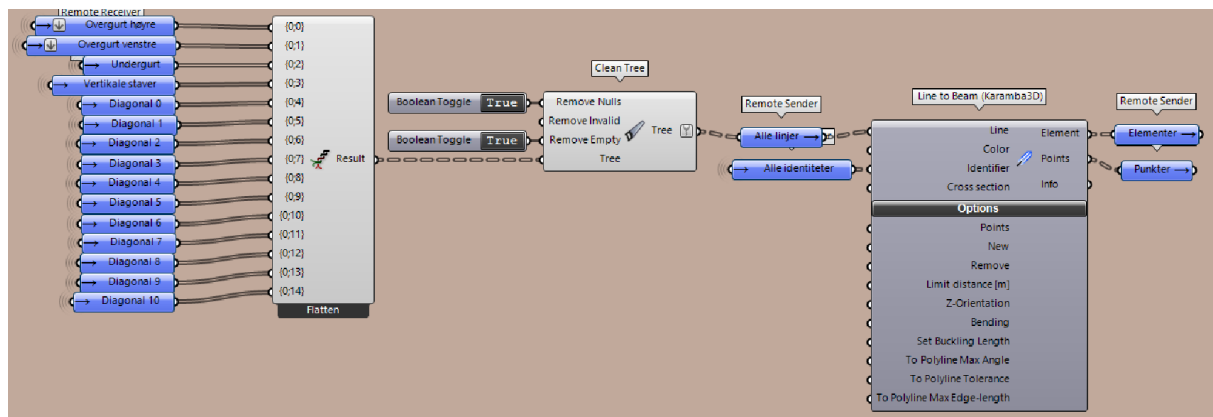 Remote Receiver
Overgurt høyre
Overgurt venstre
Undergurt
Vertikale staver
Diagonal 0
Diagonal 1
Diagonal 2
Diagonal 3
Diagonal 4
Diagonal 5
Diagonal 6
Diagonal 7
Diagonal 8
Diagonal 9
Diagonal 10
{0;0}
{0;1}
{0;2}
{0;3}
{0;4}
{0;5}
{0;6}
{0;7}
{0;8}
{0;9}
{0;10}
{0;11}
{0;12}
{0;13}
{0;14}
Result
Flatten
Boolean Toggle True
Boolean Toggle True
Clean Tree
Remove Nulls
Remove Invalid
Remove Empty
Tree
Tree
Remote Sender
Alle linjer
Alle identiteter
Line to Beam (Karamba3D)
Line
Color
Identifier
Cross section
Element
Points
Info
Options
Points
New
Remove
Limit distance [m]
Z-Orientation
Bending
Set Buckling Length
To Polyline Max Angle
To Polyline Tolerance
To Polyline Max Edge-length
Remote Sender
Elementer
Punkter